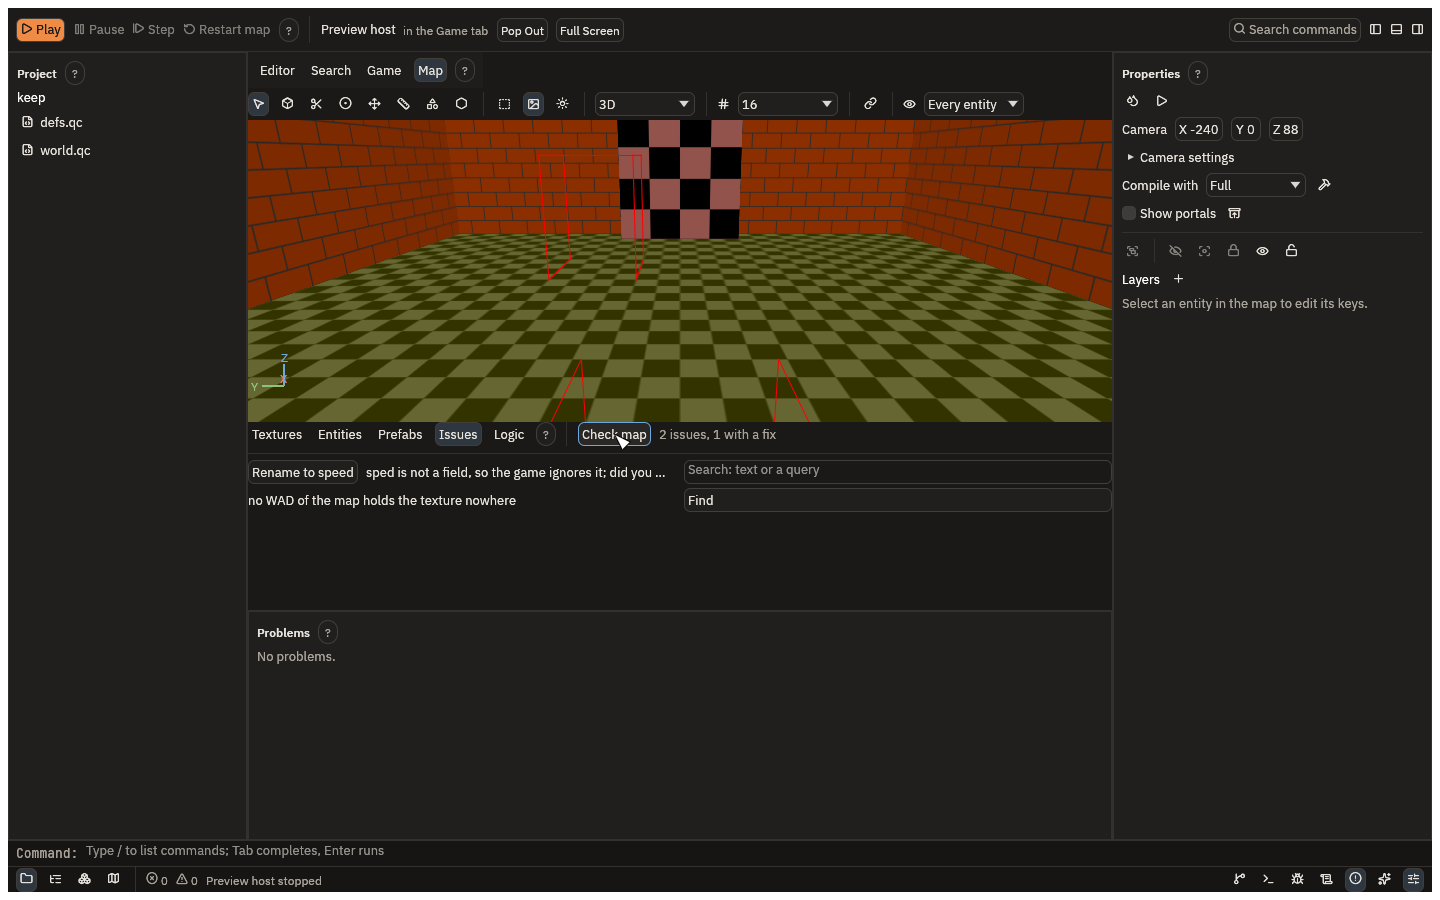 Play Pause Step Restart map ? Preview host in the Game tab Pop Out Full Screen Search commands
Project ?
keep
defs.qc
world.qc
Editor Search Game Map ?
3D # 16 Every entity
Z
Y X
Textures Entities Prefabs Issues Logic ? Check map 2 issues, 1 with a fix
Rename to speed sped is not a field, so the game ignores it; did you ... Search: text or a query
no WAD of the map holds the texture nowhere Find
Problems ?
No problems.
Properties ?
Camera X -240 Y 0 Z 88
Camera settings
Compile with Full
Show portals
Layers +
Select an entity in the map to edit its keys.
Command: Type / to list commands; Tab completes, Enter runs
0 0 Preview host stopped